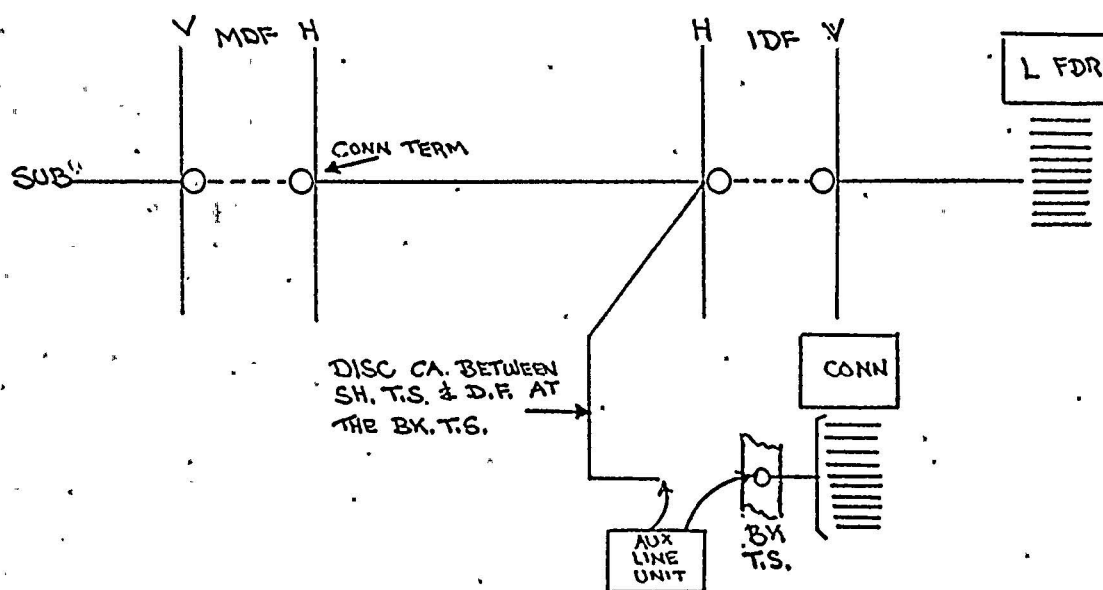 V MDF H
H IDF V
L FDR
CONN TERM
SUB"
DISC CA. BETWEEN
SH. T.S. & D.F. AT
THE BK. T.S.
CONN
AUX
LINE
UNIT
BK
T.S.